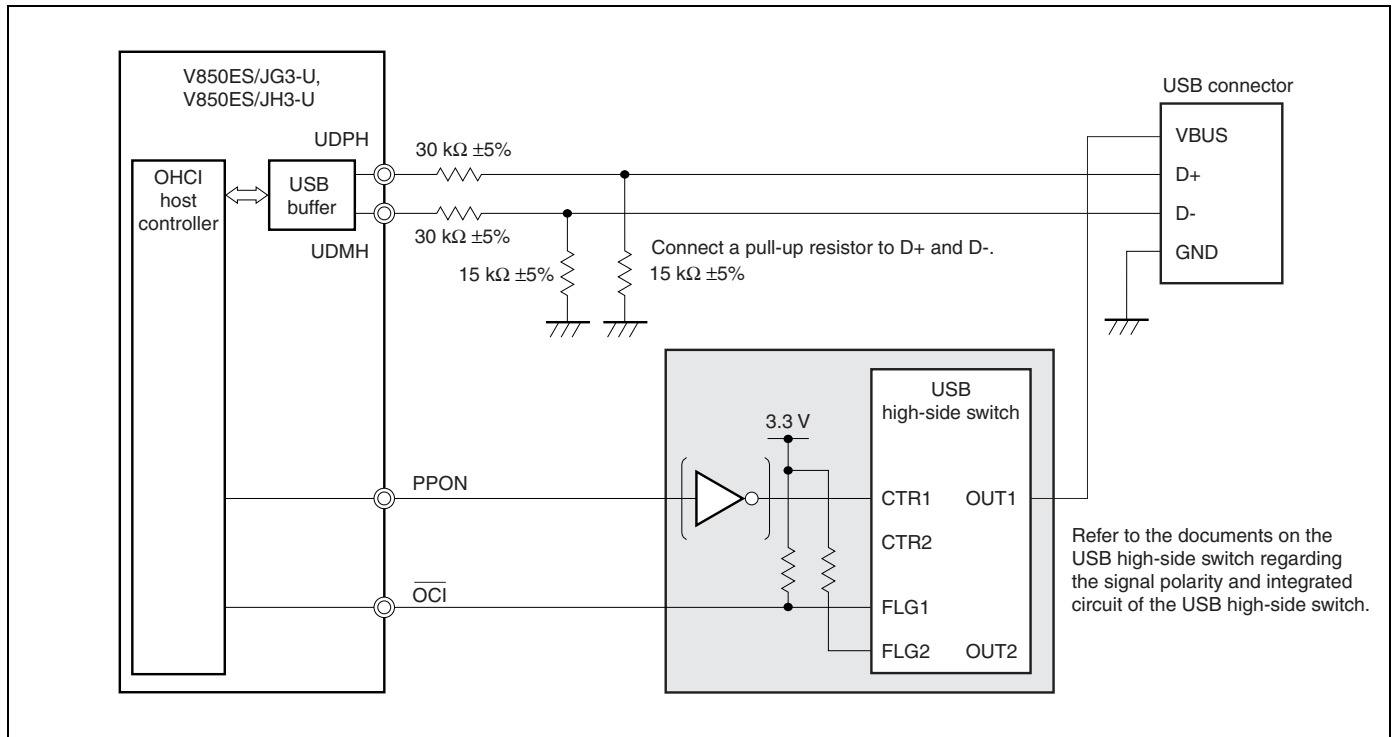 V850ES/JG3-U,
V850ES/JH3-U
USB connector
UDPH
30 kΩ ±5%
VBUS
OHCI
host
controller
USB
buffer
D+
D-
UDMH
30 kΩ ±5%
Connect a pull-up resistor to D+ and D-.
GND
15 kΩ ±5%
15 kΩ ±5%
USB
high-side switch
3.3 V
PPON
CTR1
OUT1
CTR2
Refer to the documents on the
USB high-side switch regarding
the signal polarity and integrated
circuit of the USB high-side switch.
OCI
FLG1
FLG2
OUT2